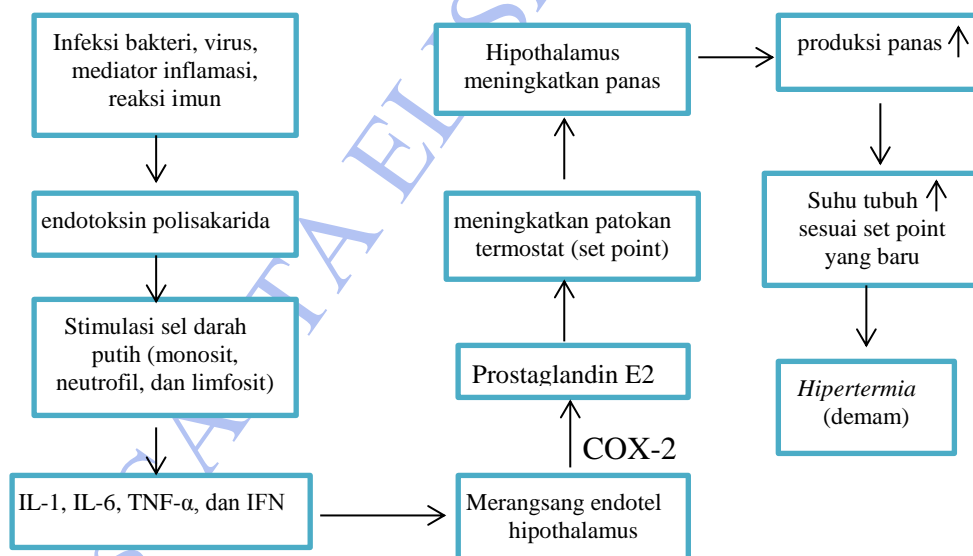 Infeksi bakteri, virus,
mediator inflamasi,
reaksi imun
endotoksin polisakarida
Stimulasi sel darah
putih (monosit,
neutrofil, dan limfosit)
IL-1, IL-6, TNF-α, dan IFN
Merangsang endotel
hipothalamus
COX-2
Prostaglandin E2
meningkatkan patokan
termostat (set point)
Hipothalamus
meningkatkan panas
produksi panas ↑
Suhu tubuh ↑
sesuai set point
yang baru
Hipertermia
(demam)